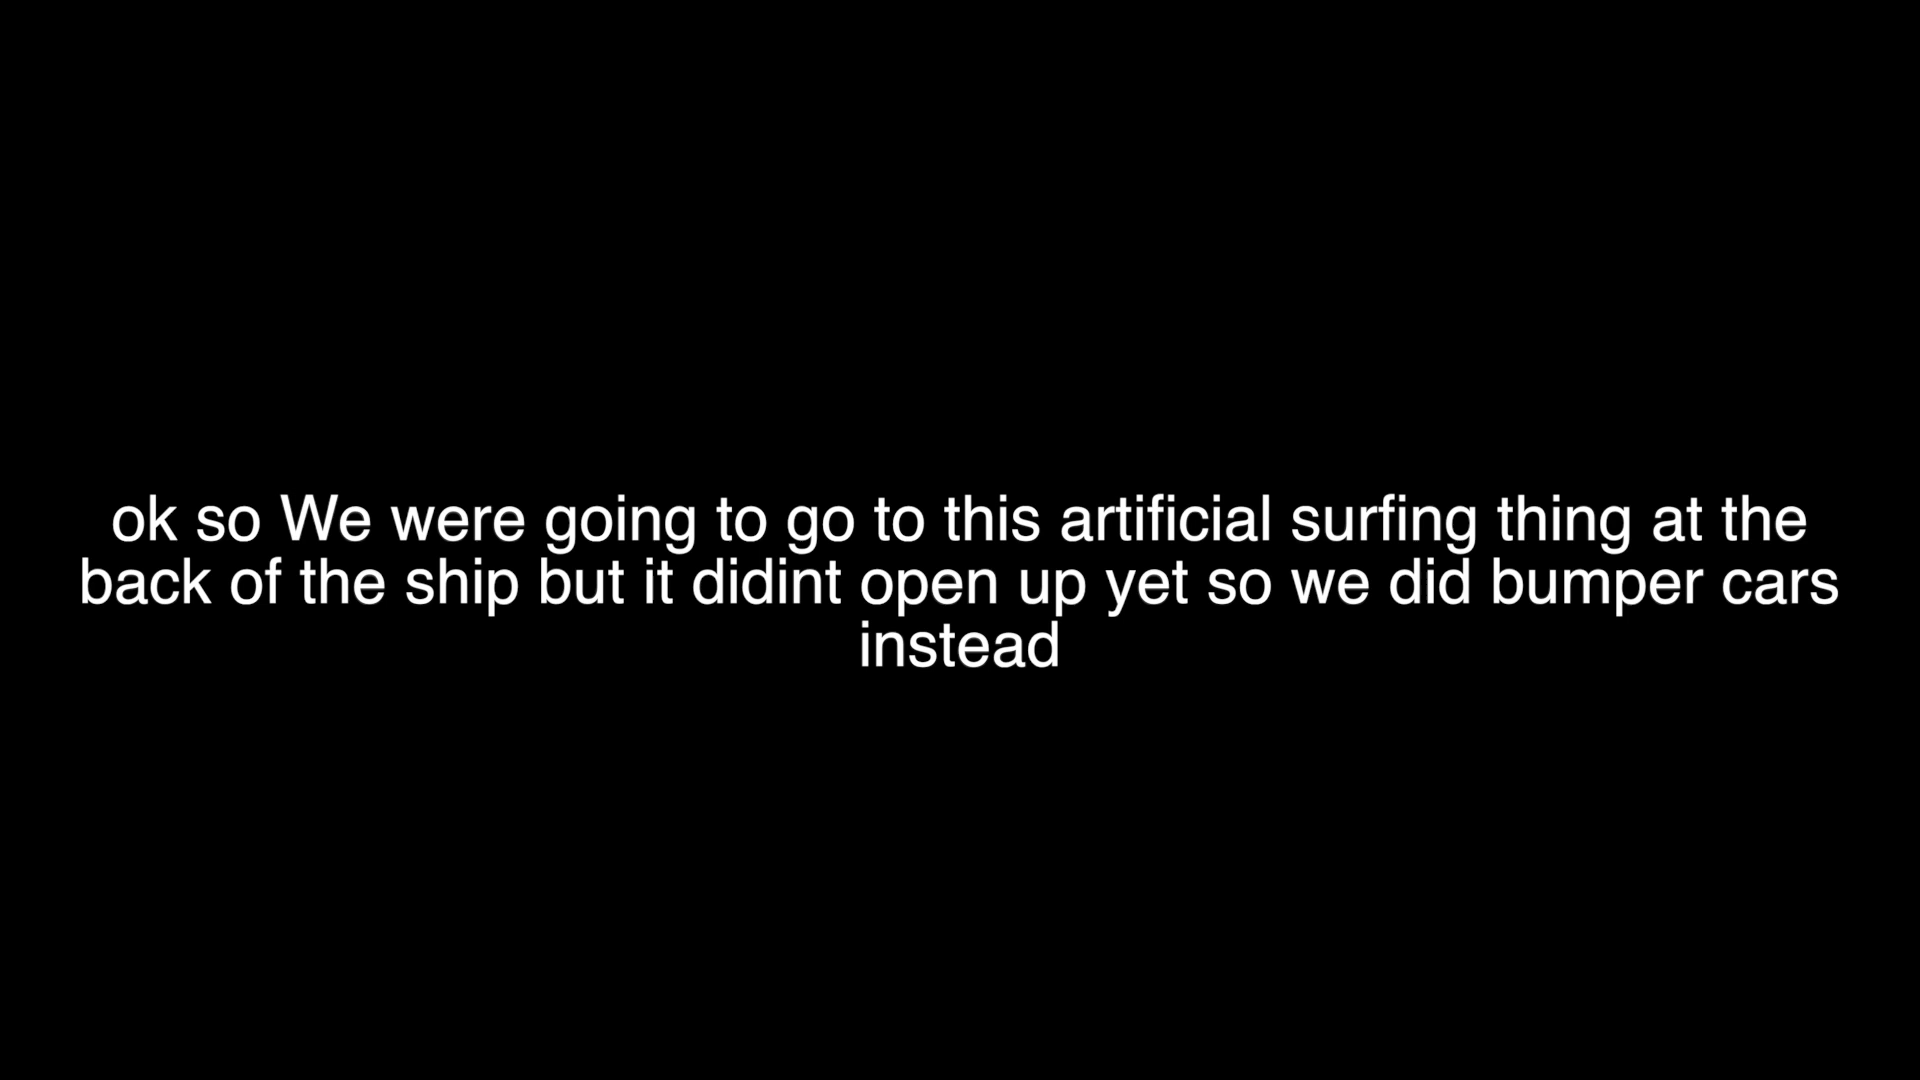 ok so We were going to go to this artificial surfing thing at the
back of the ship but it didint open up yet so we did bumper cars
instead